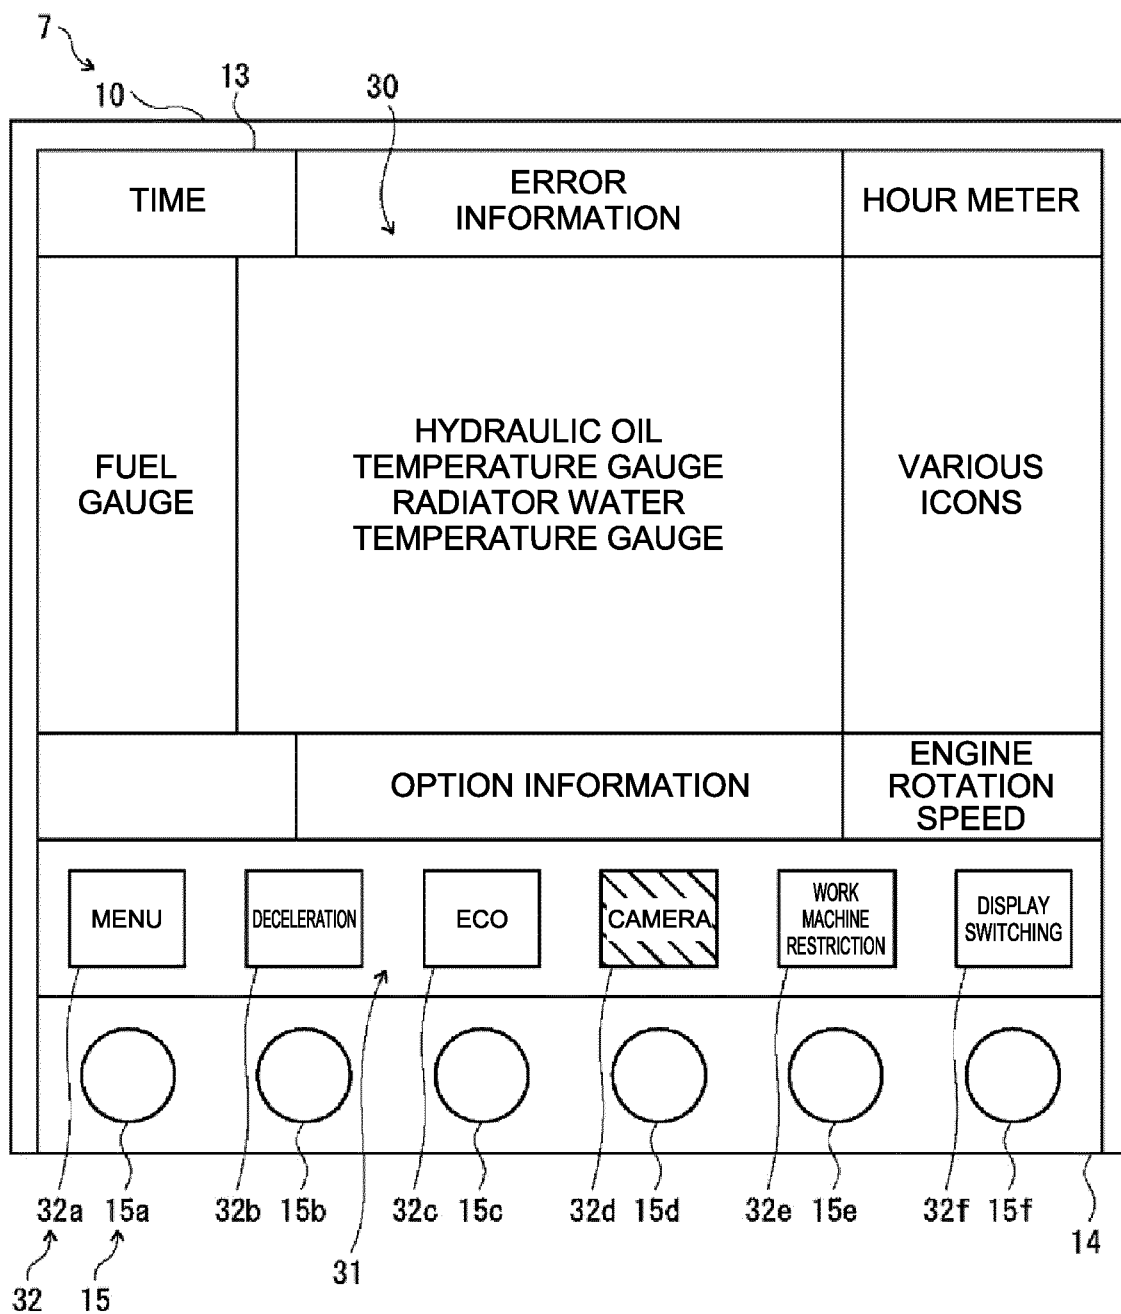 7
10
13
30
TIME
ERROR
INFORMATION
HOUR METER
FUEL
GAUGE
HYDRAULIC OIL
TEMPERATURE GAUGE
RADIATOR WATER
TEMPERATURE GAUGE
VARIOUS
ICONS
OPTION INFORMATION
ENGINE
ROTATION
SPEED
MENU
DECELERATION
ECO
CAMERA
WORK
MACHINE
RESTRICTION
DISPLAY
SWITCHING
32a 15a 32b 15b 32c 15c 32d 15d 32e 15e 32f 15f 14
32 15 31